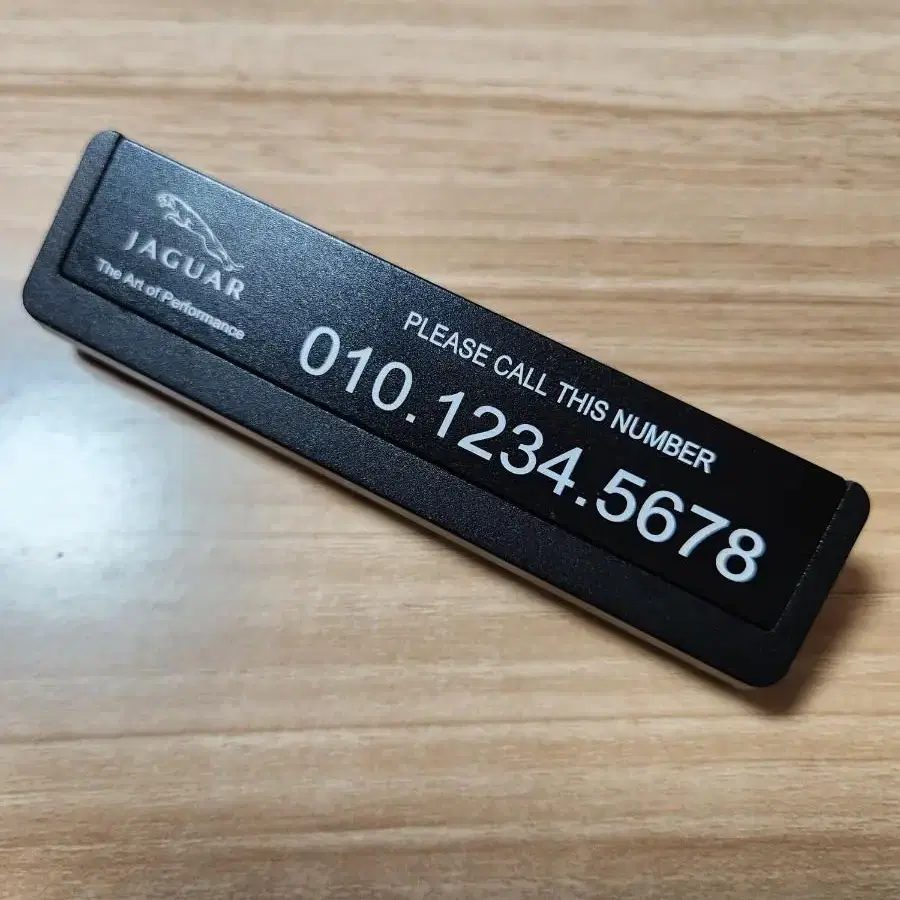 JAGUAR
The Art of Performance
PLEASE CALL THIS NUMBER
010.1234.5678